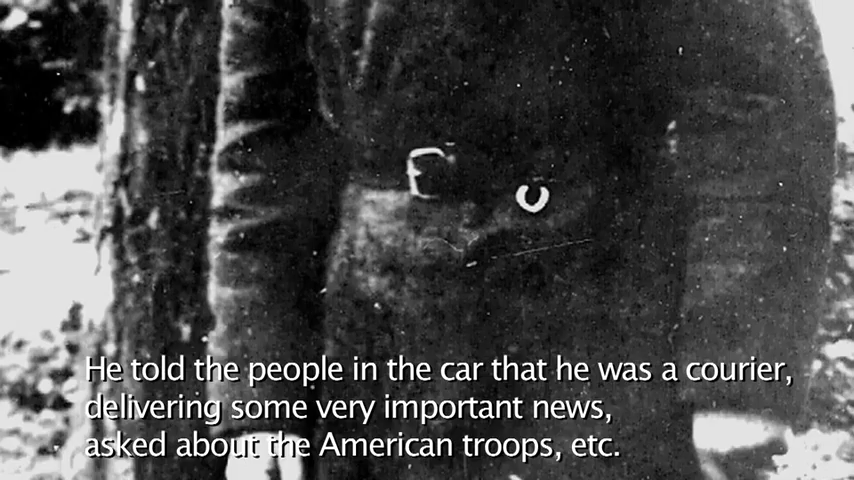 He told the people in the car that he was a courier,
delivering some very important news,
asked about the American troops, etc.